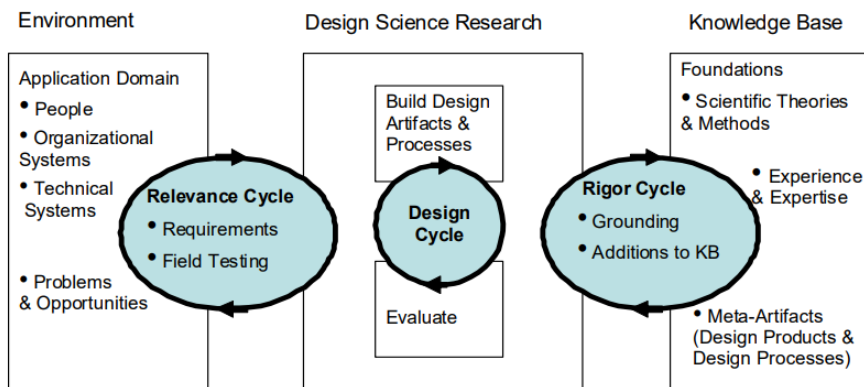 Environment
Design Science Research
Knowledge Base
Application Domain
• People
• Organizational
Systems
• Technical
Systems
• Problems
& Opportunities
Relevance Cycle
• Requirements
• Field Testing
Build Design
Artifacts &
Processes
Design
Cycle
Evaluate
Rigor Cycle
• Grounding
• Additions to KB
Foundations
• Scientific Theories
& Methods
• Experience
& Expertise
• Meta-Artifacts
(Design Products &
Design Processes)